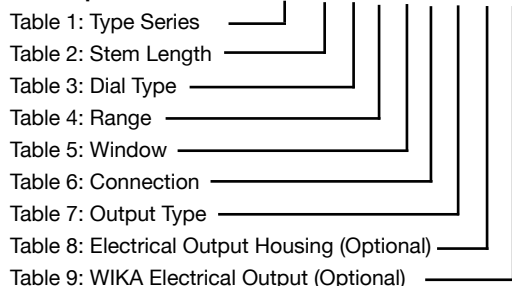 Table 1: Type Series
Table 2: Stem Length
Table 3: Dial Type
Table 4: Range
Table 5: Window
Table 6: Connection
Table 7: Output Type
Table 8: Electrical Output Housing (Optional)
Table 9: WIKA Electrical Output (Optional)